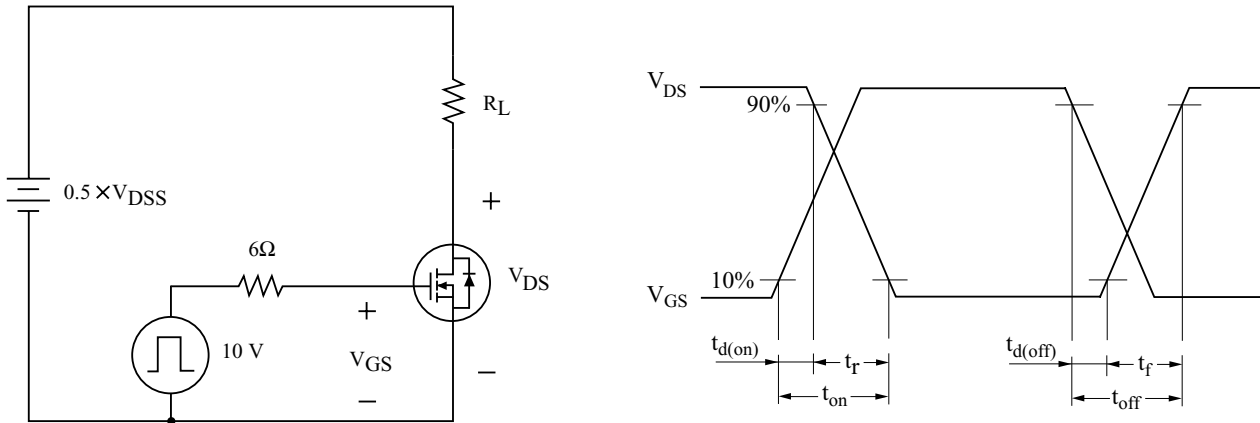 R_L
0.5 × V_DSS
6Ω
+
V_DS
+
10 V
V_GS
−
−
V_DS
90%
10%
V_GS
t_d(on)
t_r
t_on
t_d(off)
t_f
t_off